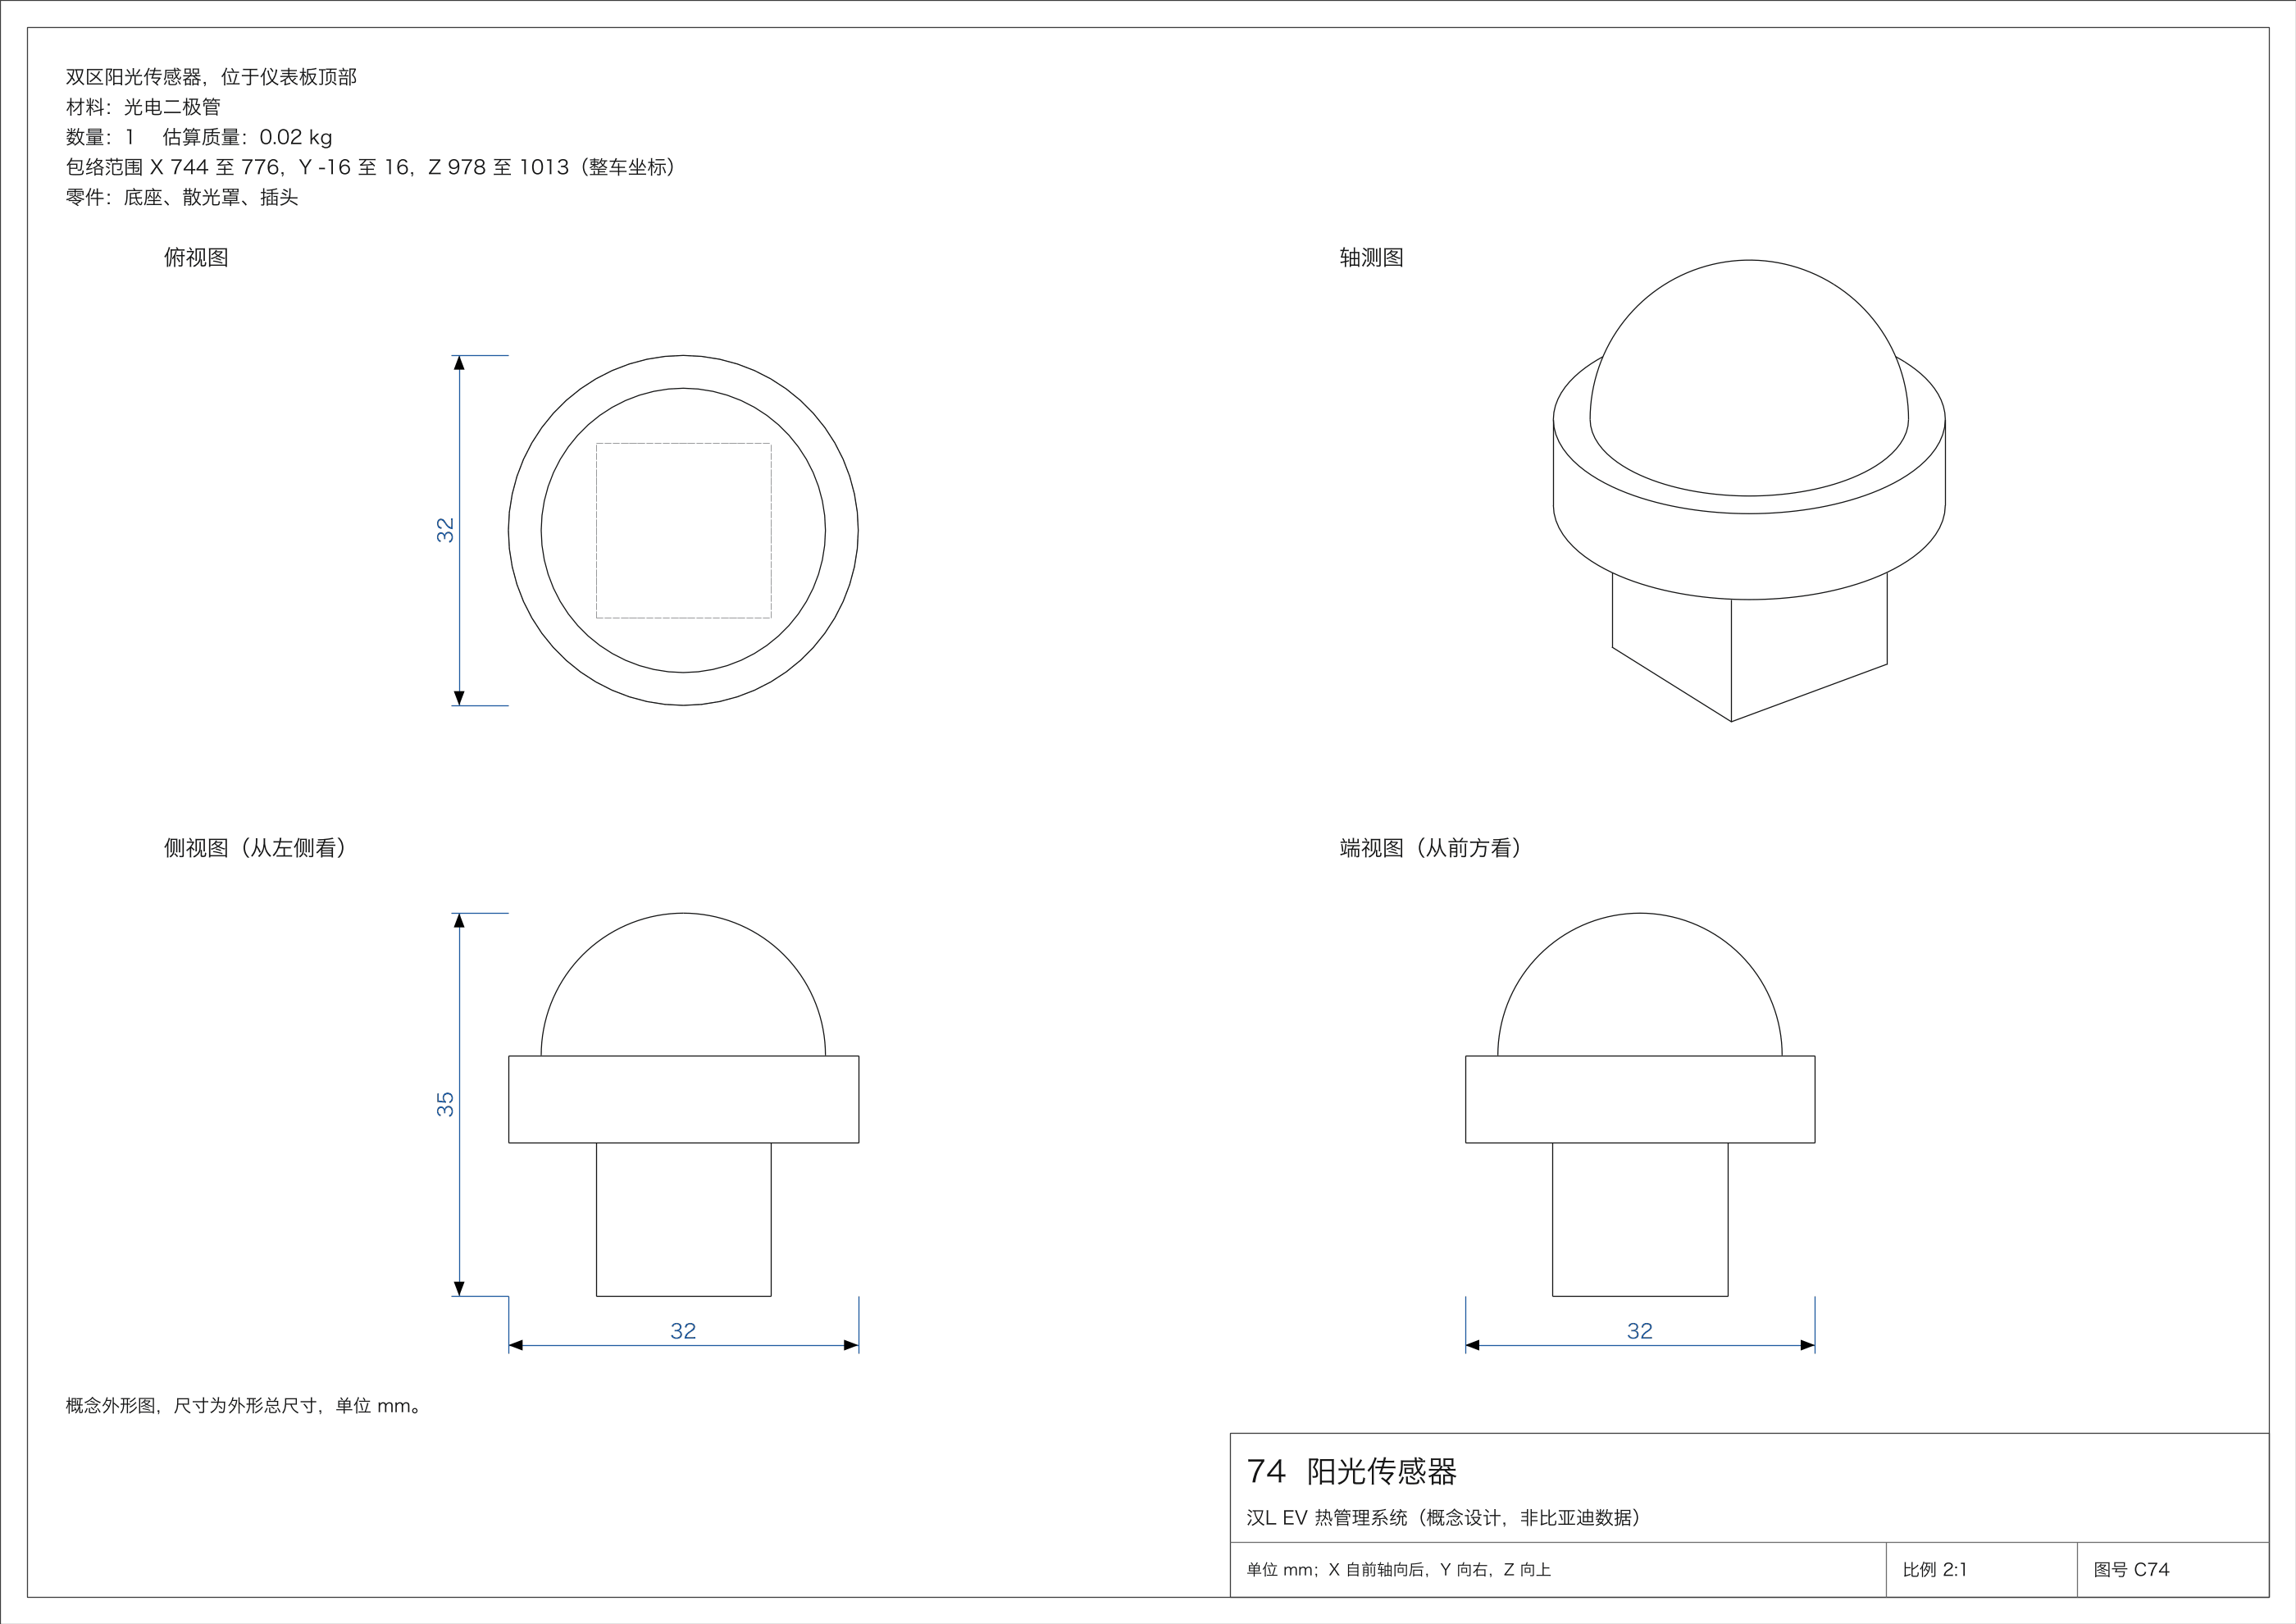 双区阳光传感器，位于仪表板顶部
材料：光电二极管
数量：1 估算质量：0.02 kg
包络范围 X 744 至 776，Y -16 至 16，Z 978 至 1013（整车坐标）
零件：底座、散光罩、插头
俯视图
轴测图
32
侧视图（从左侧看）
端视图（从前方看）
35
32
32
概念外形图，尺寸为外形总尺寸，单位 mm。
74 阳光传感器
汉L EV 热管理系统（概念设计，非比亚迪数据）
单位 mm；X 自前轴向后，Y 向右，Z 向上
比例 2:1
图号 C74